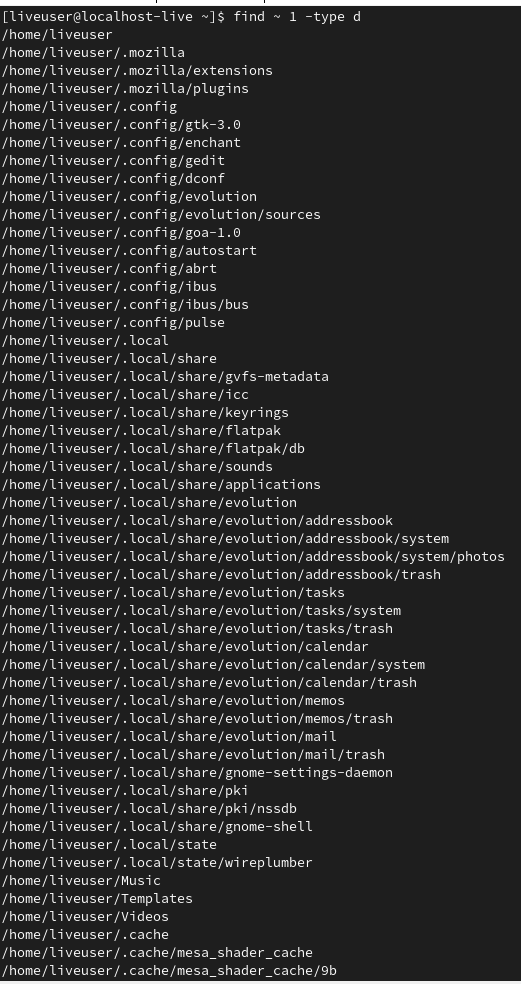 [liveuser@localhost-live ~]$ find ~ 1 -type d
/home/liveuser
/home/liveuser/.mozilla
/home/liveuser/.mozilla/extensions
/home/liveuser/.mozilla/plugins
/home/liveuser/.config
/home/liveuser/.config/gtk-3.0
/home/liveuser/.config/enchant
/home/liveuser/.config/gedit
/home/liveuser/.config/dconf
/home/liveuser/.config/evolution
/home/liveuser/.config/evolution/sources
/home/liveuser/.config/goa-1.0
/home/liveuser/.config/autostart
/home/liveuser/.config/abrt
/home/liveuser/.config/ibus
/home/liveuser/.config/ibus/bus
/home/liveuser/.config/pulse
/home/liveuser/.local
/home/liveuser/.local/share
/home/liveuser/.local/share/gvfs-metadata
/home/liveuser/.local/share/icc
/home/liveuser/.local/share/keyrings
/home/liveuser/.local/share/flatpak
/home/liveuser/.local/share/flatpak/db
/home/liveuser/.local/share/sounds
/home/liveuser/.local/share/applications
/home/liveuser/.local/share/evolution
/home/liveuser/.local/share/evolution/addressbook
/home/liveuser/.local/share/evolution/addressbook/system
/home/liveuser/.local/share/evolution/addressbook/system/photos
/home/liveuser/.local/share/evolution/addressbook/trash
/home/liveuser/.local/share/evolution/tasks
/home/liveuser/.local/share/evolution/tasks/system
/home/liveuser/.local/share/evolution/tasks/trash
/home/liveuser/.local/share/evolution/calendar
/home/liveuser/.local/share/evolution/calendar/system
/home/liveuser/.local/share/evolution/calendar/trash
/home/liveuser/.local/share/evolution/memos
/home/liveuser/.local/share/evolution/memos/trash
/home/liveuser/.local/share/evolution/mail
/home/liveuser/.local/share/evolution/mail/trash
/home/liveuser/.local/share/gnome-settings-daemon
/home/liveuser/.local/share/pki
/home/liveuser/.local/share/pki/nssdb
/home/liveuser/.local/share/gnome-shell
/home/liveuser/.local/state
/home/liveuser/.local/state/wireplumber
/home/liveuser/Music
/home/liveuser/Templates
/home/liveuser/Videos
/home/liveuser/.cache
/home/liveuser/.cache/mesa_shader_cache
/home/liveuser/.cache/mesa_shader_cache/9b